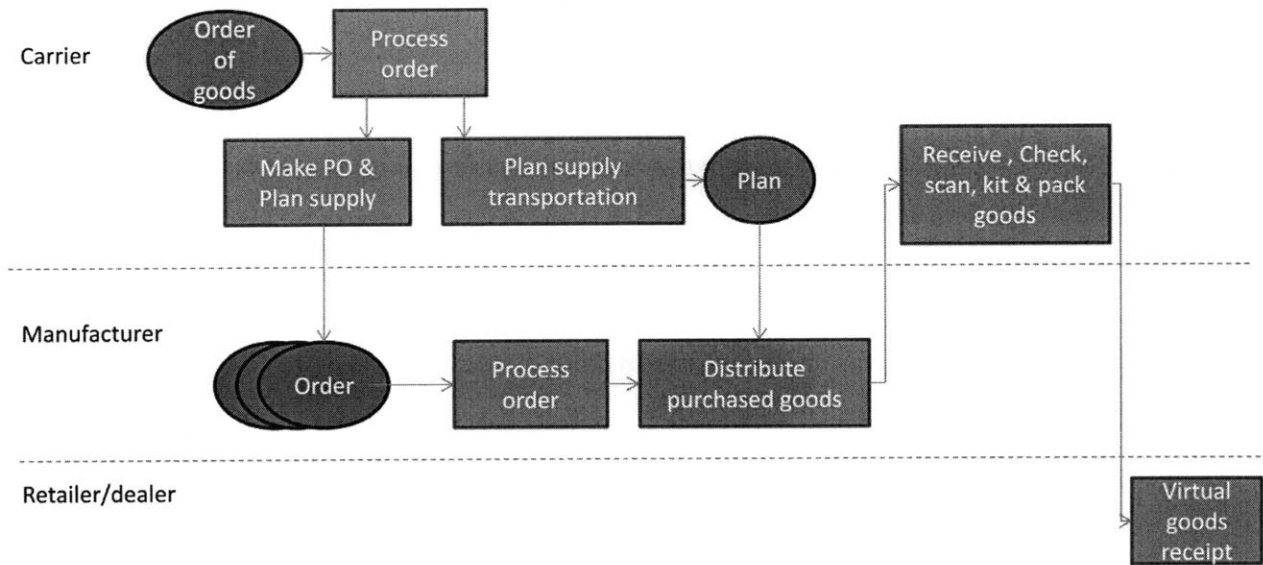 Carrier
Order
of
goods
Process
order
Make PO &
Plan supply
Plan supply
transportation
Plan
Receive , Check,
scan, kit & pack
goods
Manufacturer
Order
Process
order
Distribute
purchased goods
Retailer/dealer
Virtual
goods
receipt